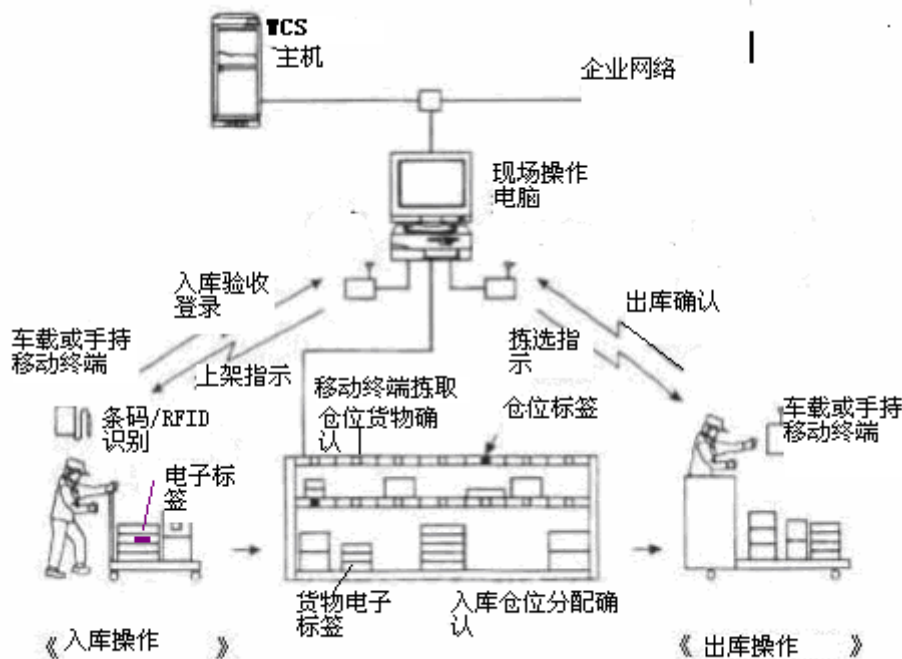 WCS
主机
企业网络
现场操作
电脑
入库验收
登录
出库确认
车载或手持
移动终端
上架指示
拣选指示
移动终端拣取
条码/RFID
识别
仓位货物确
认
仓位标签
车载或手持
移动终端
电子标
签
货物电子
标签
入库仓位分配确
认
《入库操作》
《出库操作》